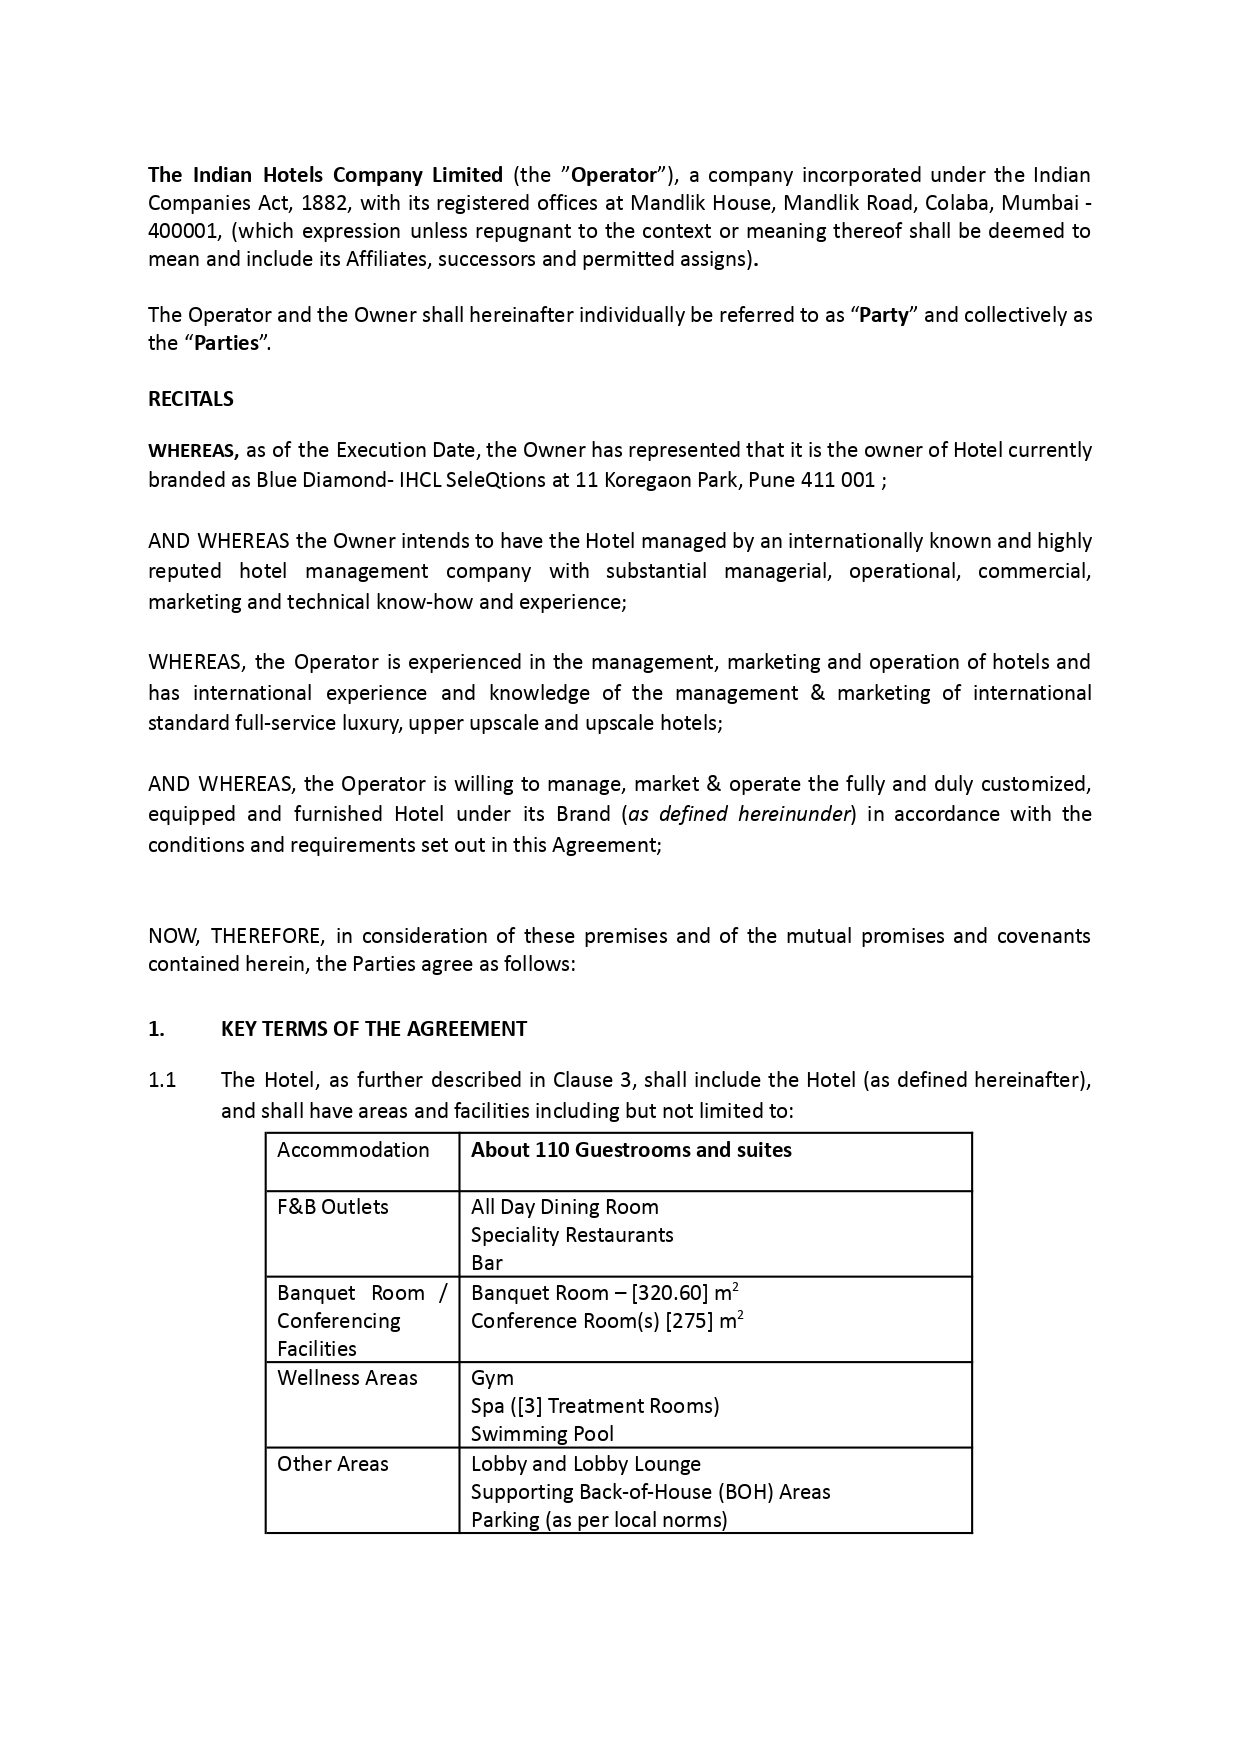 The Indian Hotels Company Limited (the ”Operator”), a company incorporated under the Indian
Companies Act, 1882, with its registered offices at Mandlik House, Mandlik Road, Colaba, Mumbai -
400001, (which expression unless repugnant to the context or meaning thereof shall be deemed to
mean and include its Affiliates, successors and permitted assigns).
The Operator and the Owner shall hereinafter individually be referred to as “Party” and collectively as
the “Parties”.
RECITALS
WHEREAS, as of the Execution Date, the Owner has represented that it is the owner of Hotel currently
branded as Blue Diamond- IHCL SeleQtions at 11 Koregaon Park, Pune 411 001 ;
AND WHEREAS the Owner intends to have the Hotel managed by an internationally known and highly
reputed hotel management company with substantial managerial, operational, commercial,
marketing and technical know-how and experience;
WHEREAS, the Operator is experienced in the management, marketing and operation of hotels and
has international experience and knowledge of the management & marketing of international
standard full-service luxury, upper upscale and upscale hotels;
AND WHEREAS, the Operator is willing to manage, market & operate the fully and duly customized,
equipped and furnished Hotel under its Brand (as defined hereinunder) in accordance with the
conditions and requirements set out in this Agreement;
NOW, THEREFORE, in consideration of these premises and of the mutual promises and covenants
contained herein, the Parties agree as follows:
1. KEY TERMS OF THE AGREEMENT
1.1 The Hotel, as further described in Clause 3, shall include the Hotel (as defined hereinafter),
and shall have areas and facilities including but not limited to:
Accommodation About 110 Guestrooms and suites
F&B Outlets All Day Dining Room
Speciality Restaurants
Bar
Banquet Room / Banquet Room – [320.60] m²
Conferencing Conference Room(s) [275] m²
Facilities
Wellness Areas Gym
Spa ([3] Treatment Rooms)
Swimming Pool
Other Areas Lobby and Lobby Lounge
Supporting Back-of-House (BOH) Areas
Parking (as per local norms)